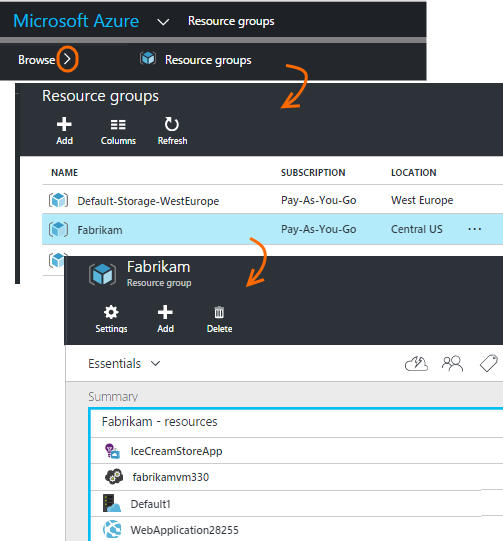 Microsoft Azure Resource groups
Browse Resource groups
Resource groups
Add Columns Refresh
NAME SUBSCRIPTION LOCATION
Default-Storage-WestEurope Pay-As-You-Go West Europe
Fabrikam Pay-As-You-Go Central US ...
Fabrikam
Resource group
Settings Add Delete
Essentials
Summary
Fabrikam - resources
IceCreamStoreApp
fabrikamvm330
Default1
WebApplication28255